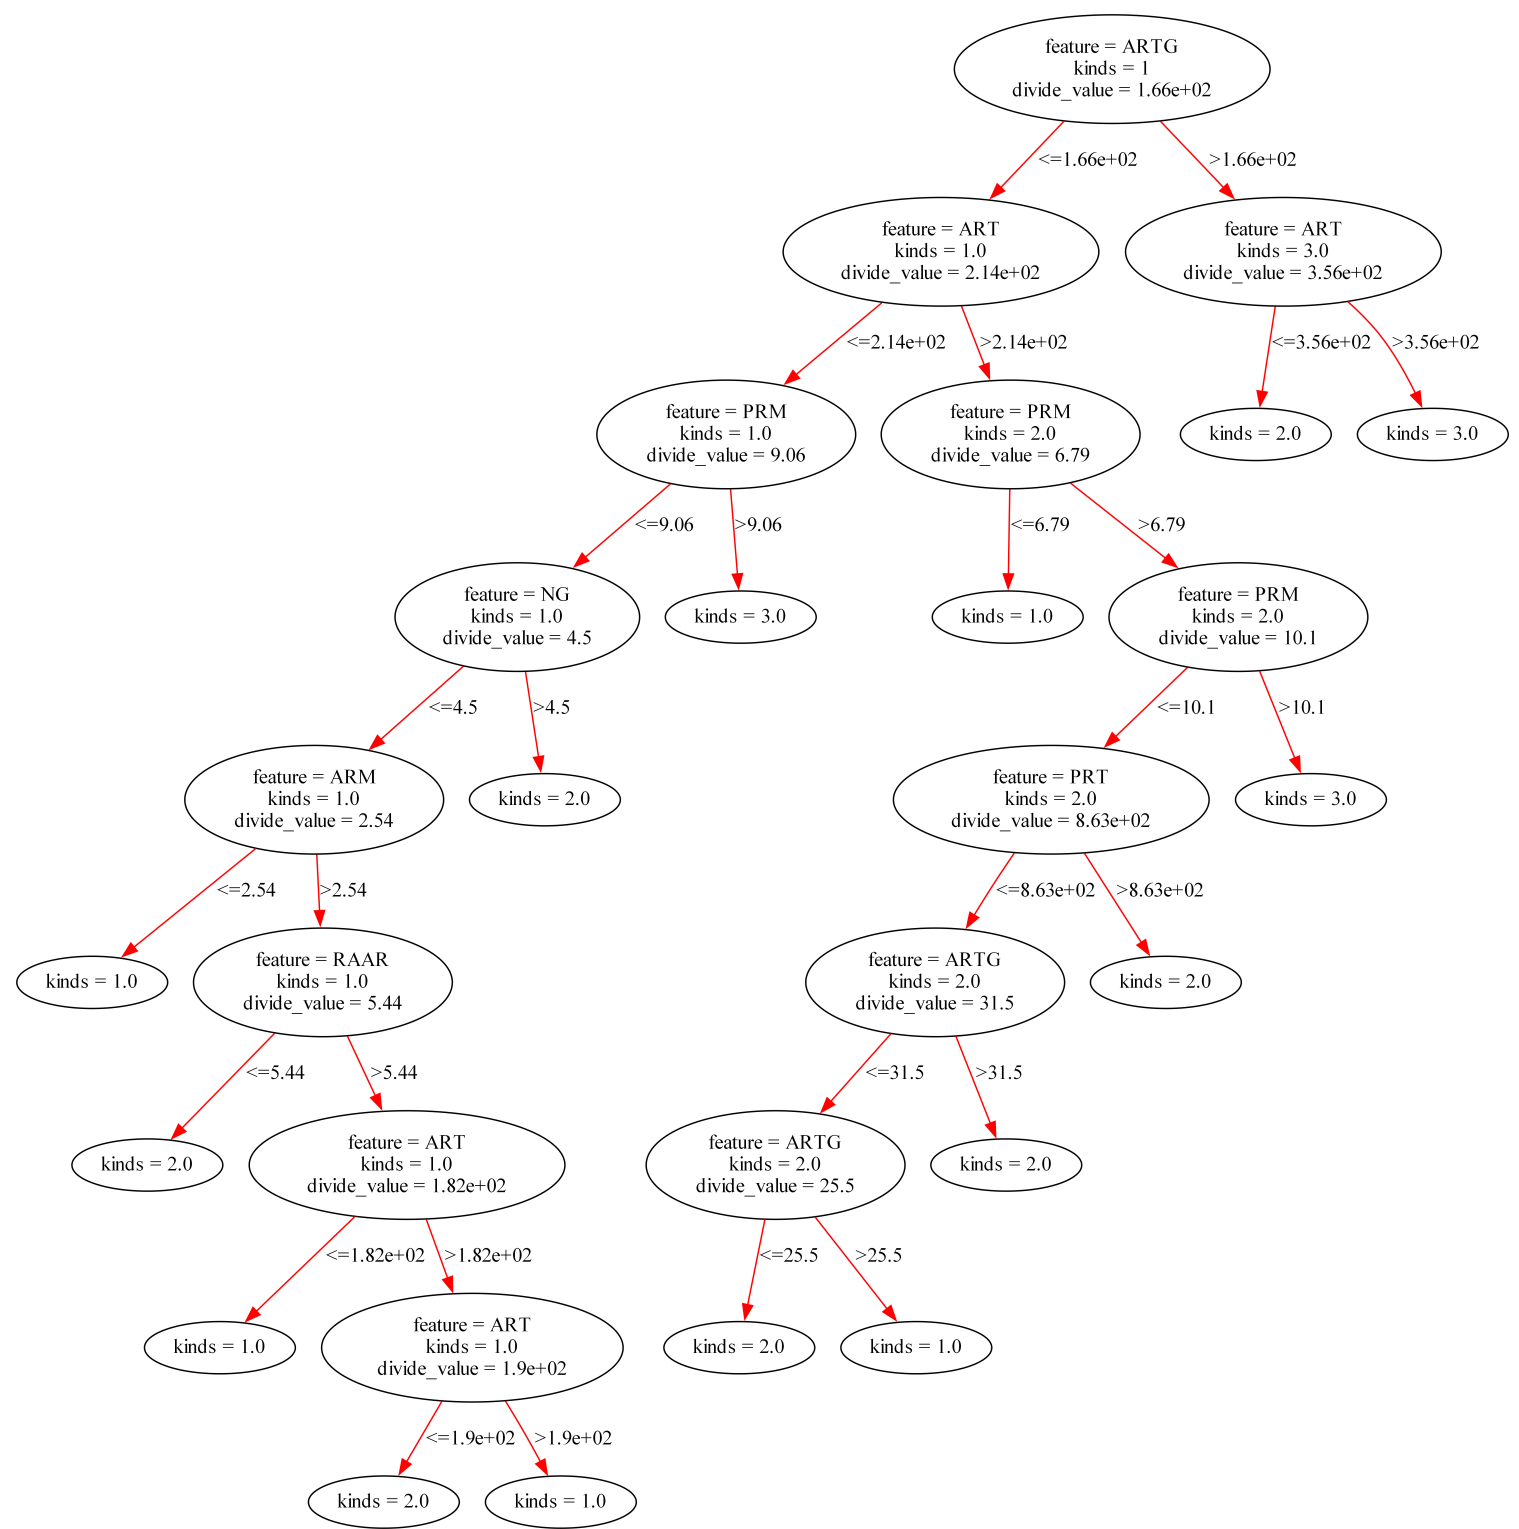 feature = ARTG
kinds = 1
divide_value = 1.66e+02
<=1.66e+02
>1.66e+02
feature = ART
kinds = 1.0
divide_value = 2.14e+02
feature = ART
kinds = 3.0
divide_value = 3.56e+02
<=2.14e+02
>2.14e+02
<=3.56e+02
>3.56e+02
feature = PRM
kinds = 1.0
divide_value = 9.06
feature = PRM
kinds = 2.0
divide_value = 6.79
kinds = 2.0
kinds = 3.0
<=9.06
>9.06
<=6.79
>6.79
feature = NG
kinds = 1.0
divide_value = 4.5
kinds = 3.0
kinds = 1.0
feature = PRM
kinds = 2.0
divide_value = 10.1
<=4.5
>4.5
<=10.1
>10.1
feature = ARM
kinds = 1.0
divide_value = 2.54
kinds = 2.0
feature = PRT
kinds = 2.0
divide_value = 8.63e+02
kinds = 3.0
<=2.54
>2.54
<=8.63e+02
>8.63e+02
kinds = 1.0
feature = RAAR
kinds = 1.0
divide_value = 5.44
feature = ARTG
kinds = 2.0
divide_value = 31.5
kinds = 2.0
<=5.44
>5.44
<=31.5
>31.5
kinds = 2.0
feature = ART
kinds = 1.0
divide_value = 1.82e+02
feature = ARTG
kinds = 2.0
divide_value = 25.5
kinds = 2.0
<=1.82e+02
>1.82e+02
<=25.5
>25.5
kinds = 1.0
feature = ART
kinds = 1.0
divide_value = 1.9e+02
kinds = 2.0
kinds = 1.0
<=1.9e+02
>1.9e+02
kinds = 2.0
kinds = 1.0